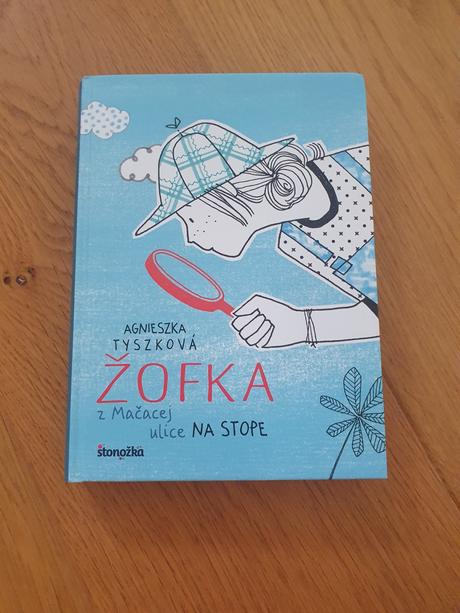 AGNIESZKA
TYSZKOVÁ
ŽOFKA
z Mačacej
ulice NA STOPE
stonožka